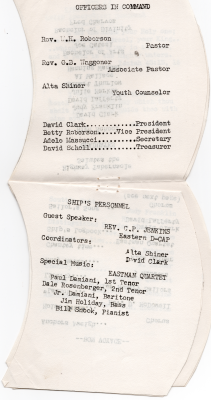 OFFICERS IN COMMAND
Rev. W.H. Roberson
Pastor
Rev. O.B. Waggoner
Associate Pastor
Alta Shiner
Youth Counselor
David Clark..............President
Betty Roberson.....Vice President
Adele Mascucci..........Secretary
David Scholl............Treasurer
SHIP'S PERSONNEL
Guest Speaker:
REV. C.P. JENKINS
Eastern D-CAP
Coordinators:
Alta Shiner
David Clark
Special Music:
EASTMAN QUARTET
Paul Damiani, 1st Tenor
Dale Rosenberger, 2nd Tenor
Jr. Damiani, Baritone
Jim Holiday, Bass
Bill Pianist